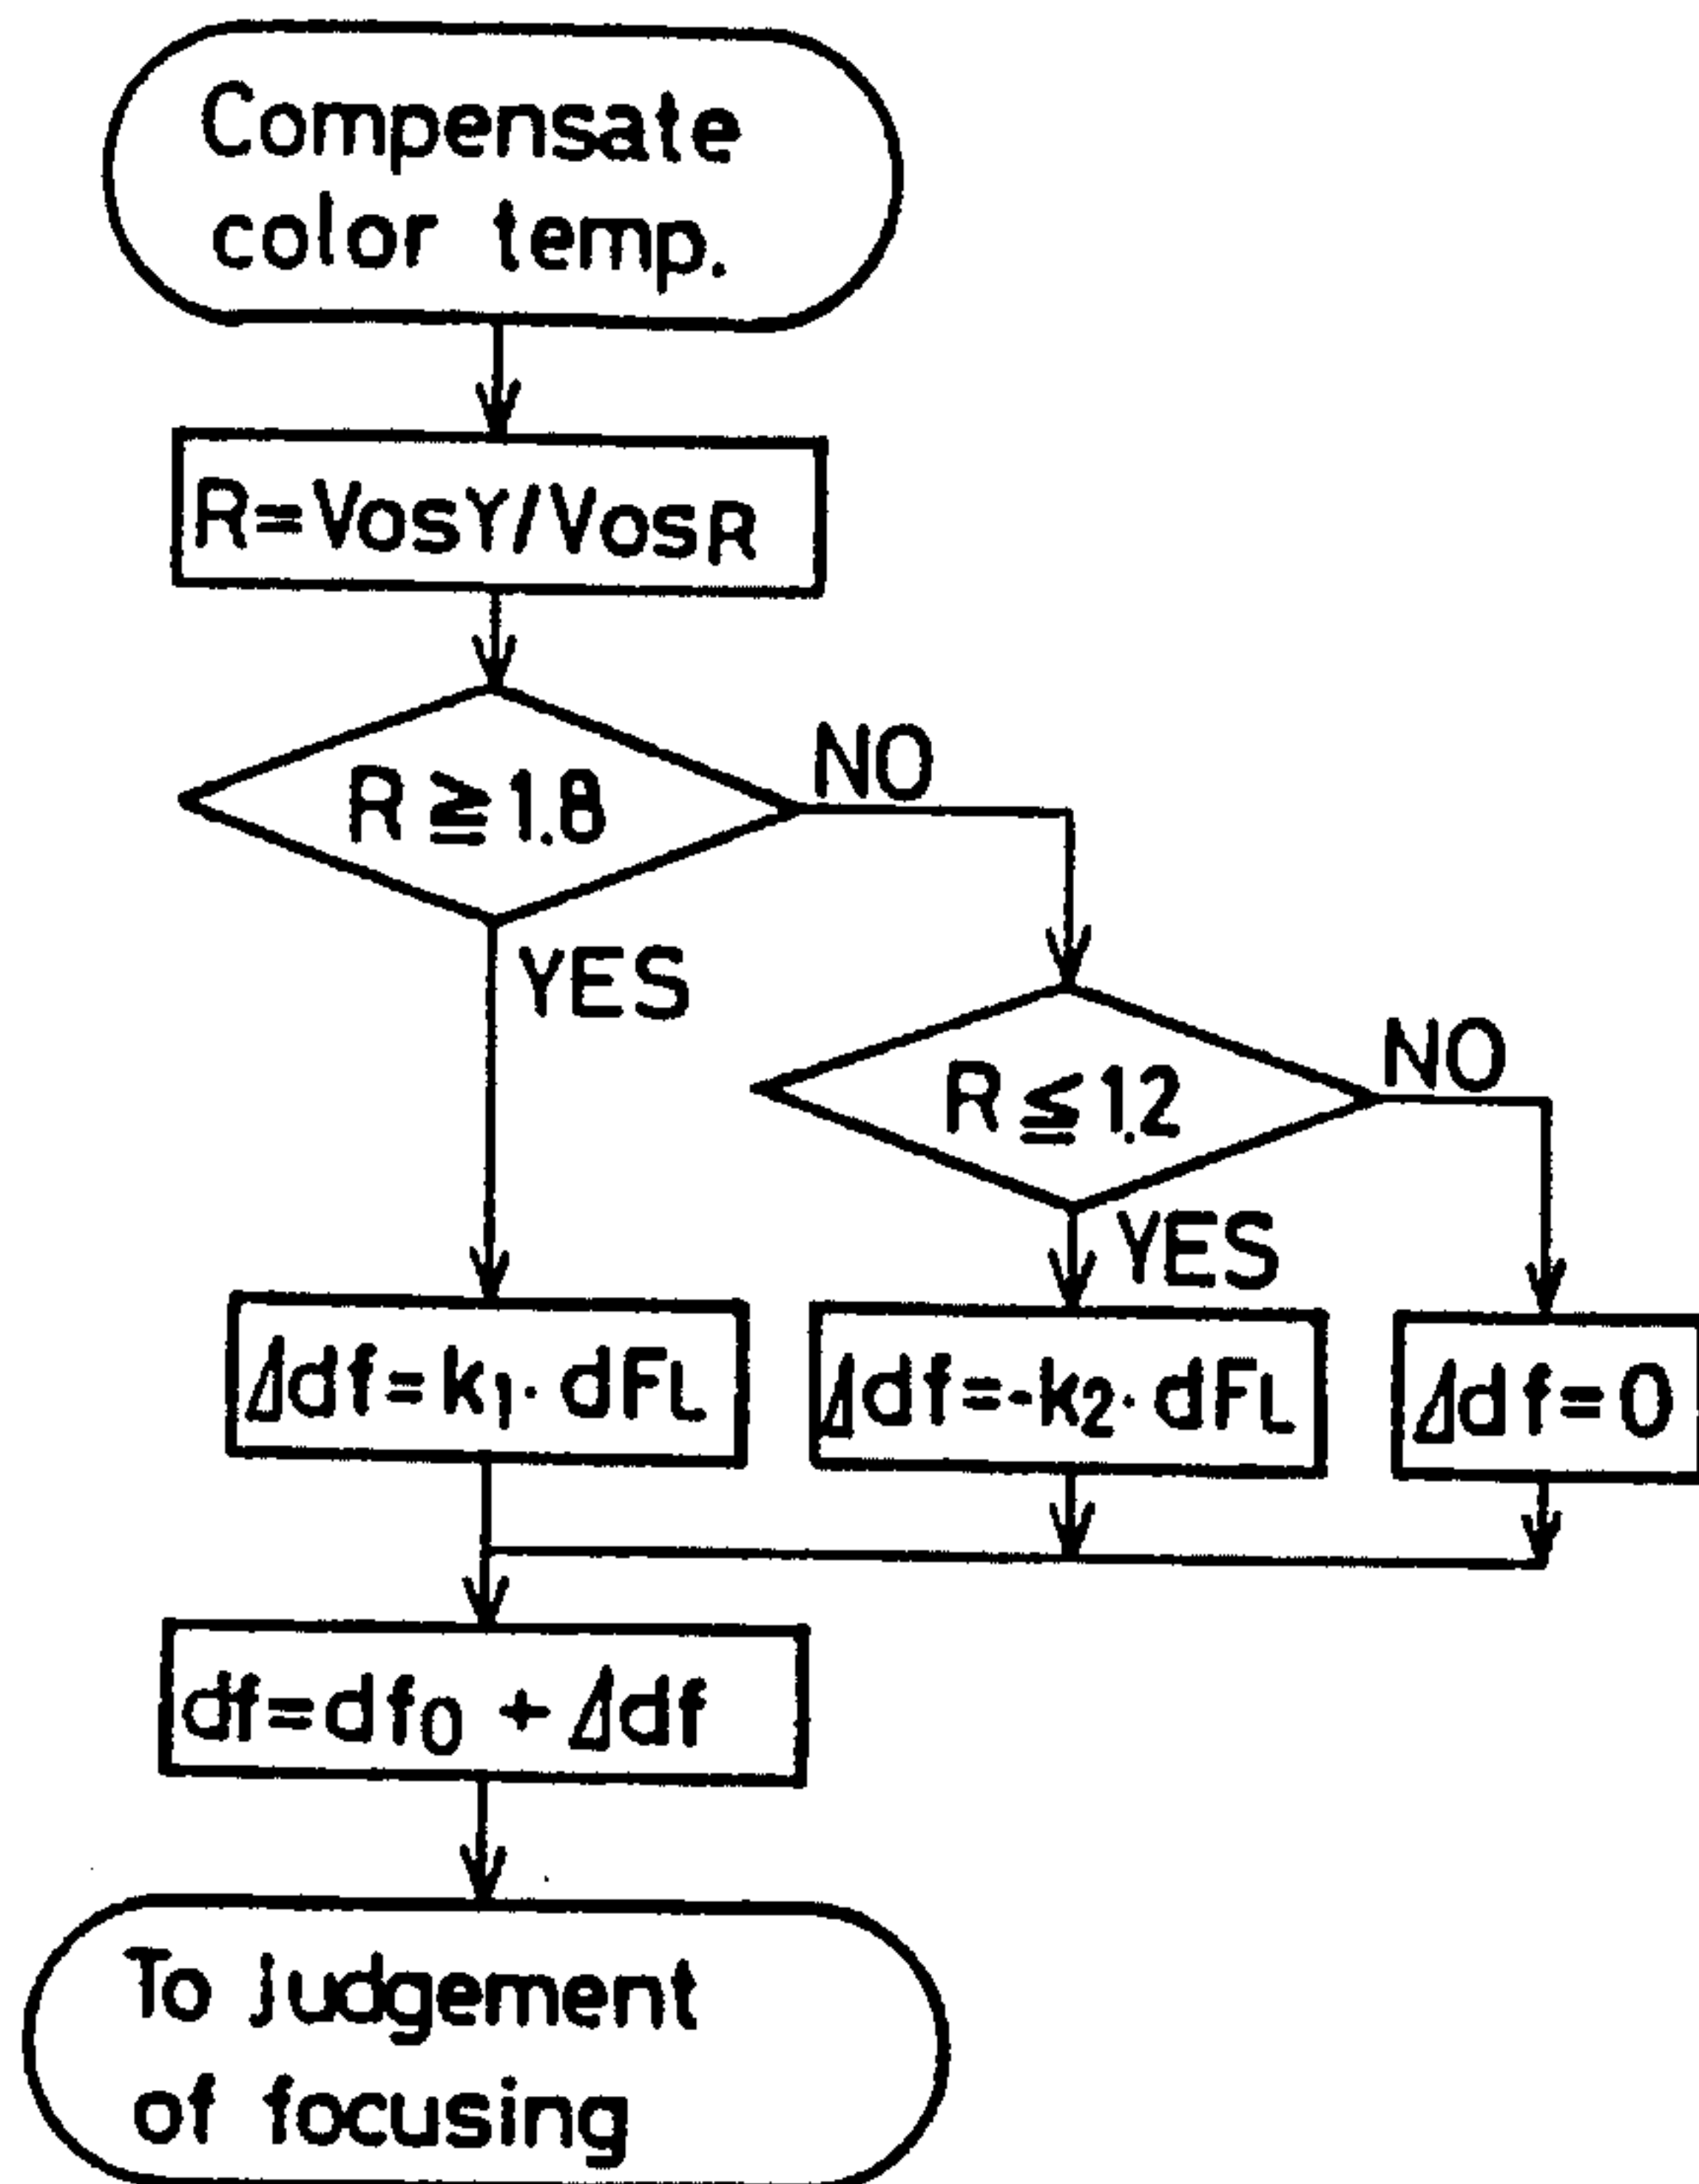 Compensate
color temp.
R=VOSY/VOSR
R≧1.8
NO
YES
R≦1.2
NO
YES
Δdf=k1·dFL
Δdf=-k2·dFL
Δdf=0
df=df0+Δdf
To judgement
of focusing